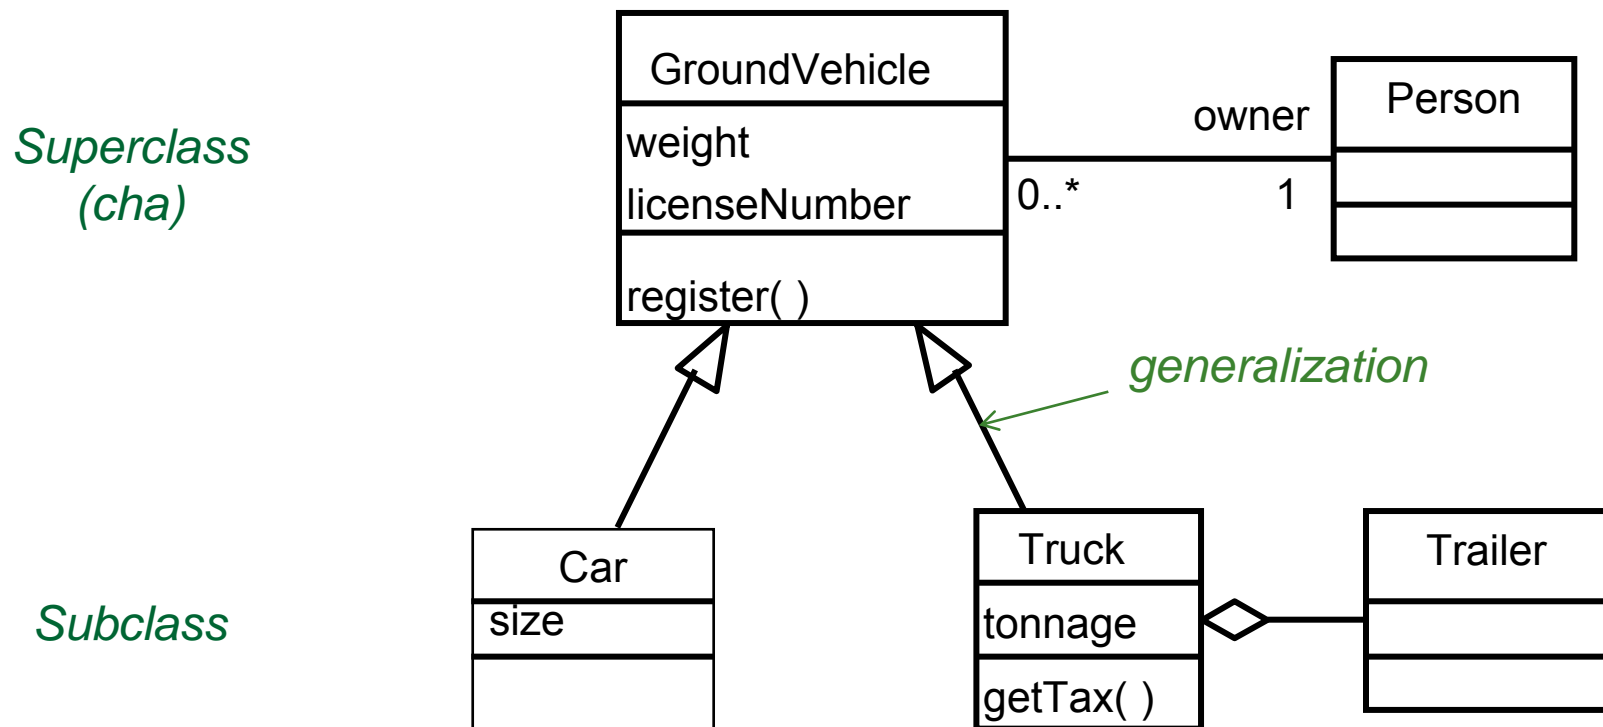 GroundVehicle
weight
licenseNumber
register( )
owner
0..*
1
Person
Superclass
(cha)
generalization
Subclass
Car
size
Truck
tonnage
getTax( )
Trailer